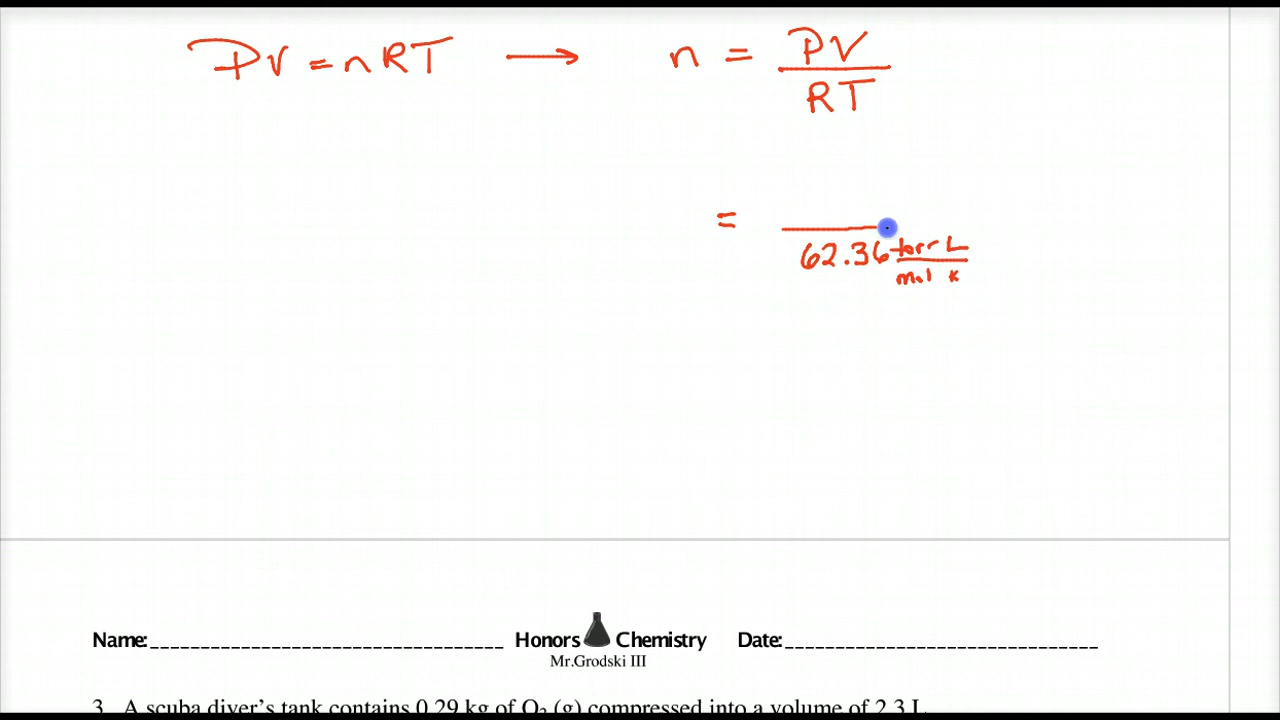 PV = nRT → n = PV / RT
= 62.36 torr L / mol K
Name:__________________________________ Honors Chemistry Date:______________________________
Mr.Grodski III
3. A scuba diver's tank contains 0.29 kg of O₂ (g) compressed into a volume of 2.3 L.